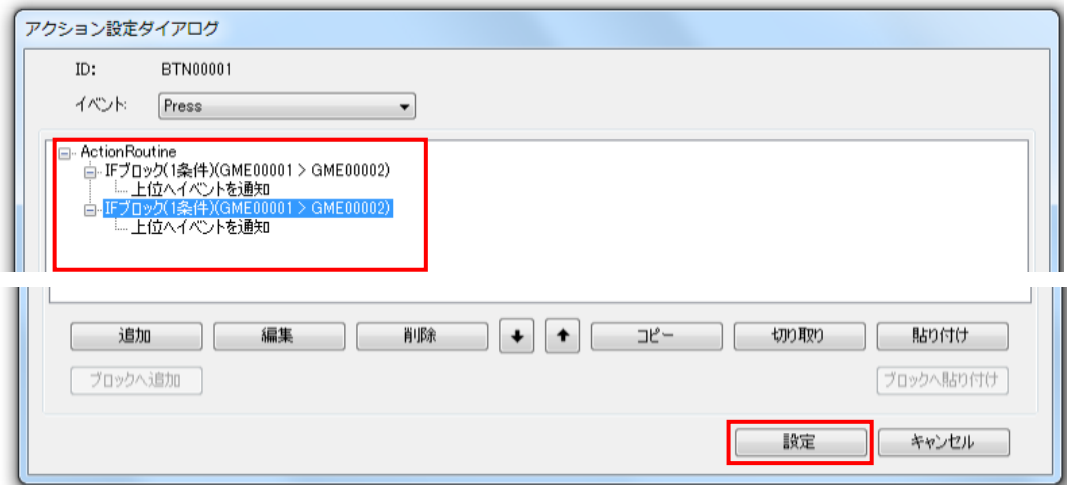 アクション設定ダイアログ
ID: BTN00001
イベント: Press
ActionRoutine
IFブロック(1条件)(GME00001 > GME00002)
上位へイベントを通知
IFブロック(1条件)(GME00001 > GME00002)
上位へイベントを通知
追加 編集 削除 コピー 切り取り 貼り付け
ブロックへ追加 ブロックへ貼り付け
設定 キャンセル